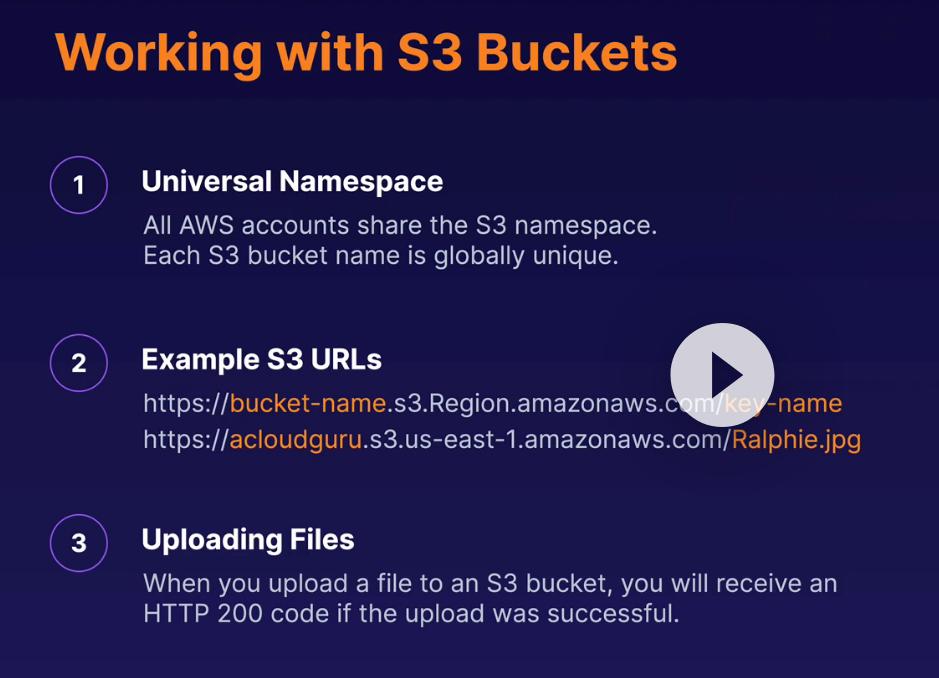 Working with S3 Buckets
1
Universal Namespace
All AWS accounts share the S3 namespace.
Each S3 bucket name is globally unique.
2
Example S3 URLs
https://bucket-name.s3.Region.amazonaws.com/key-name
https://acloudguru.s3.us-east-1.amazonaws.com/Ralphie.jpg
3
Uploading Files
When you upload a file to an S3 bucket, you will receive an
HTTP 200 code if the upload was successful.